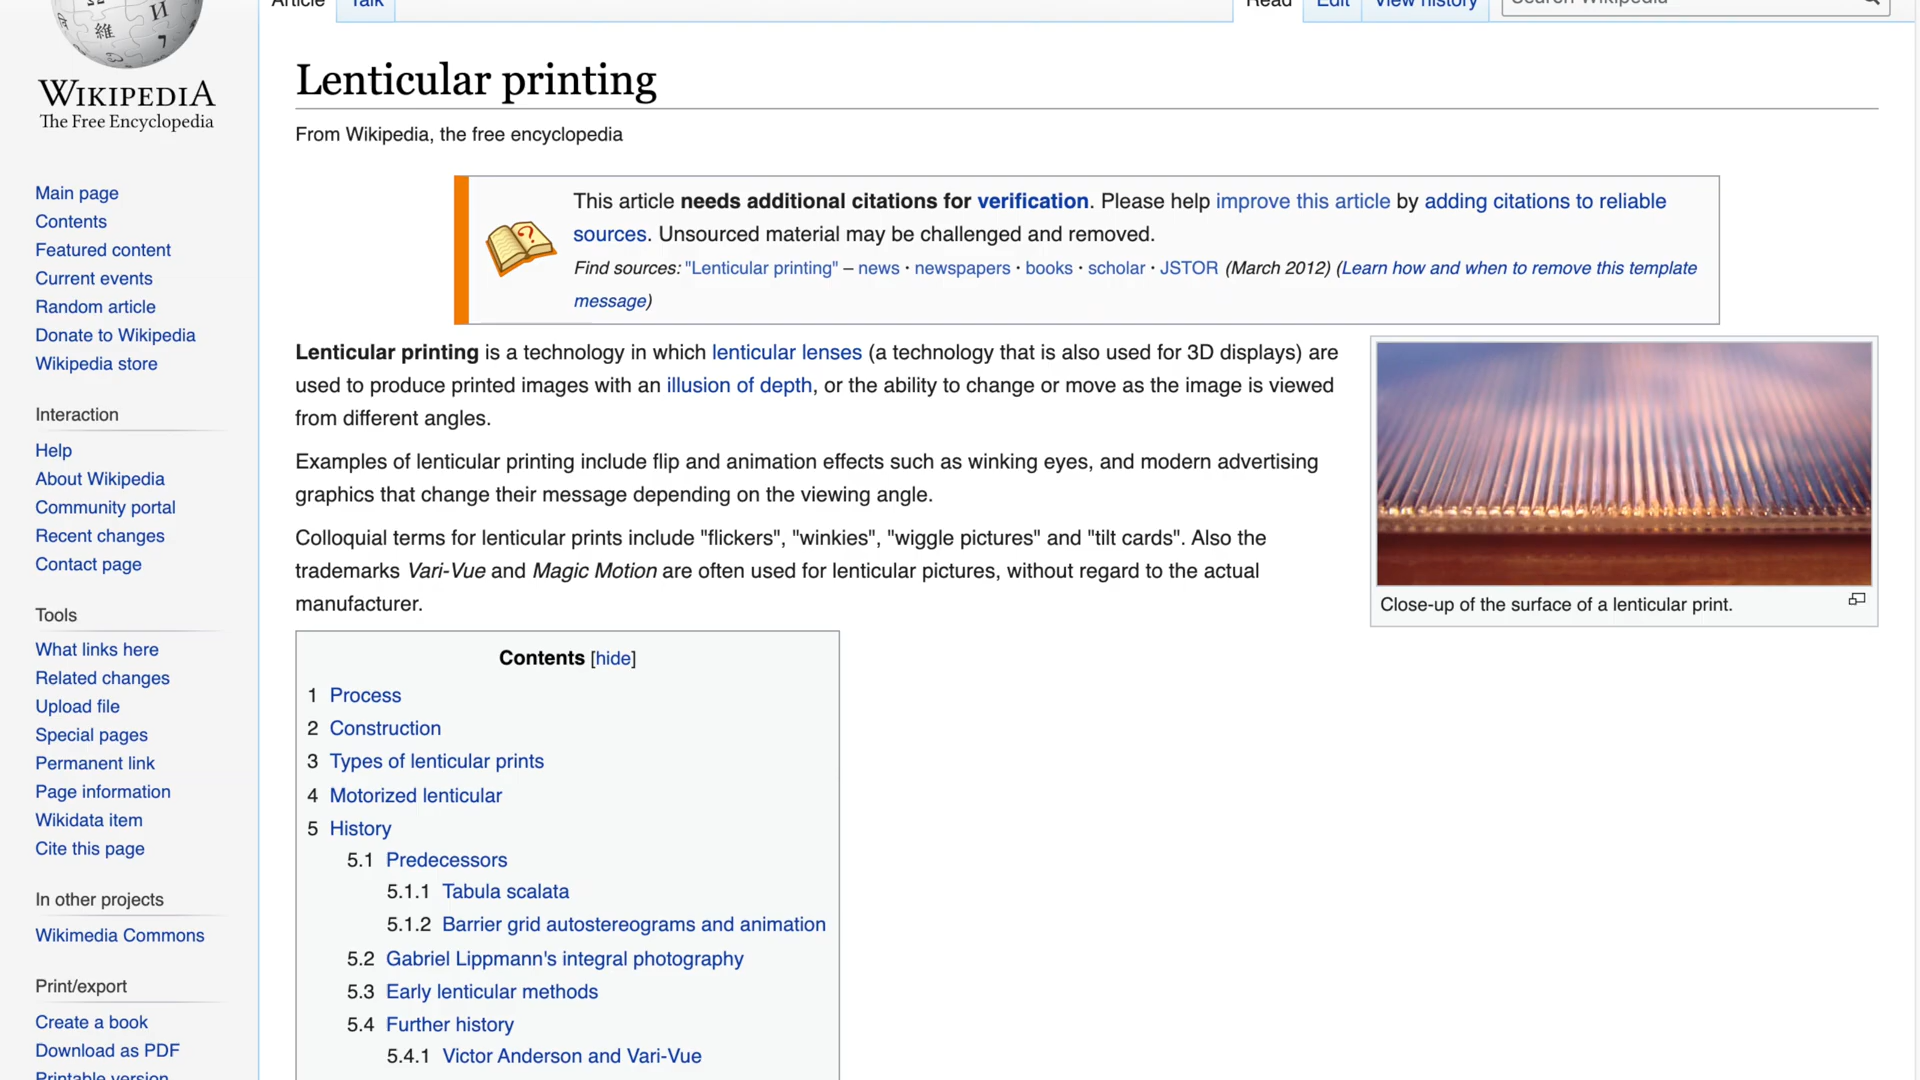 Article Talk Read Edit View history Search Wikipedia
WIKIPEDIA
The Free Encyclopedia
Main page
Contents
Featured content
Current events
Random article
Donate to Wikipedia
Wikipedia store
Interaction
Help
About Wikipedia
Community portal
Recent changes
Contact page
Tools
What links here
Related changes
Upload file
Special pages
Permanent link
Page information
Wikidata item
Cite this page
In other projects
Wikimedia Commons
Print/export
Create a book
Download as PDF
Printable version
Lenticular printing
From Wikipedia, the free encyclopedia
This article needs additional citations for verification. Please help improve this article by adding citations to reliable
sources. Unsourced material may be challenged and removed.
Find sources: "Lenticular printing" – news · newspapers · books · scholar · JSTOR (March 2012) (Learn how and when to remove this template
message)
Lenticular printing is a technology in which lenticular lenses (a technology that is also used for 3D displays) are
used to produce printed images with an illusion of depth, or the ability to change or move as the image is viewed
from different angles.
Examples of lenticular printing include flip and animation effects such as winking eyes, and modern advertising
graphics that change their message depending on the viewing angle.
Colloquial terms for lenticular prints include "flickers", "winkies", "wiggle pictures" and "tilt cards". Also the
trademarks Vari-Vue and Magic Motion are often used for lenticular pictures, without regard to the actual
manufacturer.
Close-up of the surface of a lenticular print.
Contents [hide]
1 Process
2 Construction
3 Types of lenticular prints
4 Motorized lenticular
5 History
5.1 Predecessors
5.1.1 Tabula scalata
5.1.2 Barrier grid autostereograms and animation
5.2 Gabriel Lippmann's integral photography
5.3 Early lenticular methods
5.4 Further history
5.4.1 Victor Anderson and Vari-Vue